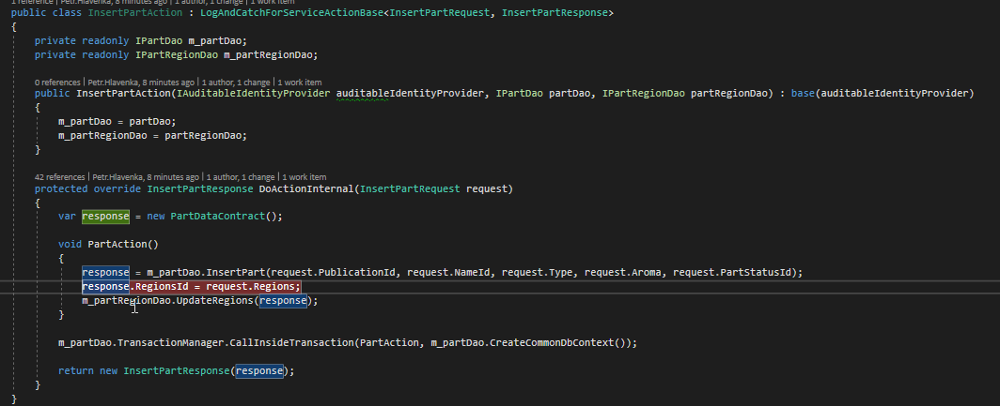 1 reference | Petr.Hlavenka, 8 minutes ago | 1 author, 1 change | 1 work item
public class InsertPartAction : LogAndCatchForServiceActionBase<InsertPartRequest, InsertPartResponse>
{
private readonly IPartDao m_partDao;
private readonly IPartRegionDao m_partRegionDao;
0 references | Petr.Hlavenka, 8 minutes ago | 1 author, 1 change | 1 work item
public InsertPartAction(IAuditableIdentityProvider auditableIdentityProvider, IPartDao partDao, IPartRegionDao partRegionDao) : base(auditableIdentityProvider)
{
m_partDao = partDao;
m_partRegionDao = partRegionDao;
}
42 references | Petr.Hlavenka, 8 minutes ago | 1 author, 1 change | 1 work item
protected override InsertPartResponse DoActionInternal(InsertPartRequest request)
{
var response = new PartDataContract();
void PartAction()
{
response = m_partDao.InsertPart(request.PublicationId, request.NameId, request.Type, request.Aroma, request.PartStatusId);
response.RegionsId = request.Regions;
m_partRegionDao.UpdateRegions(response);
}
m_partDao.TransactionManager.CallInsideTransaction(PartAction, m_partDao.CreateCommonDbContext());
return new InsertPartResponse(response);
}
}